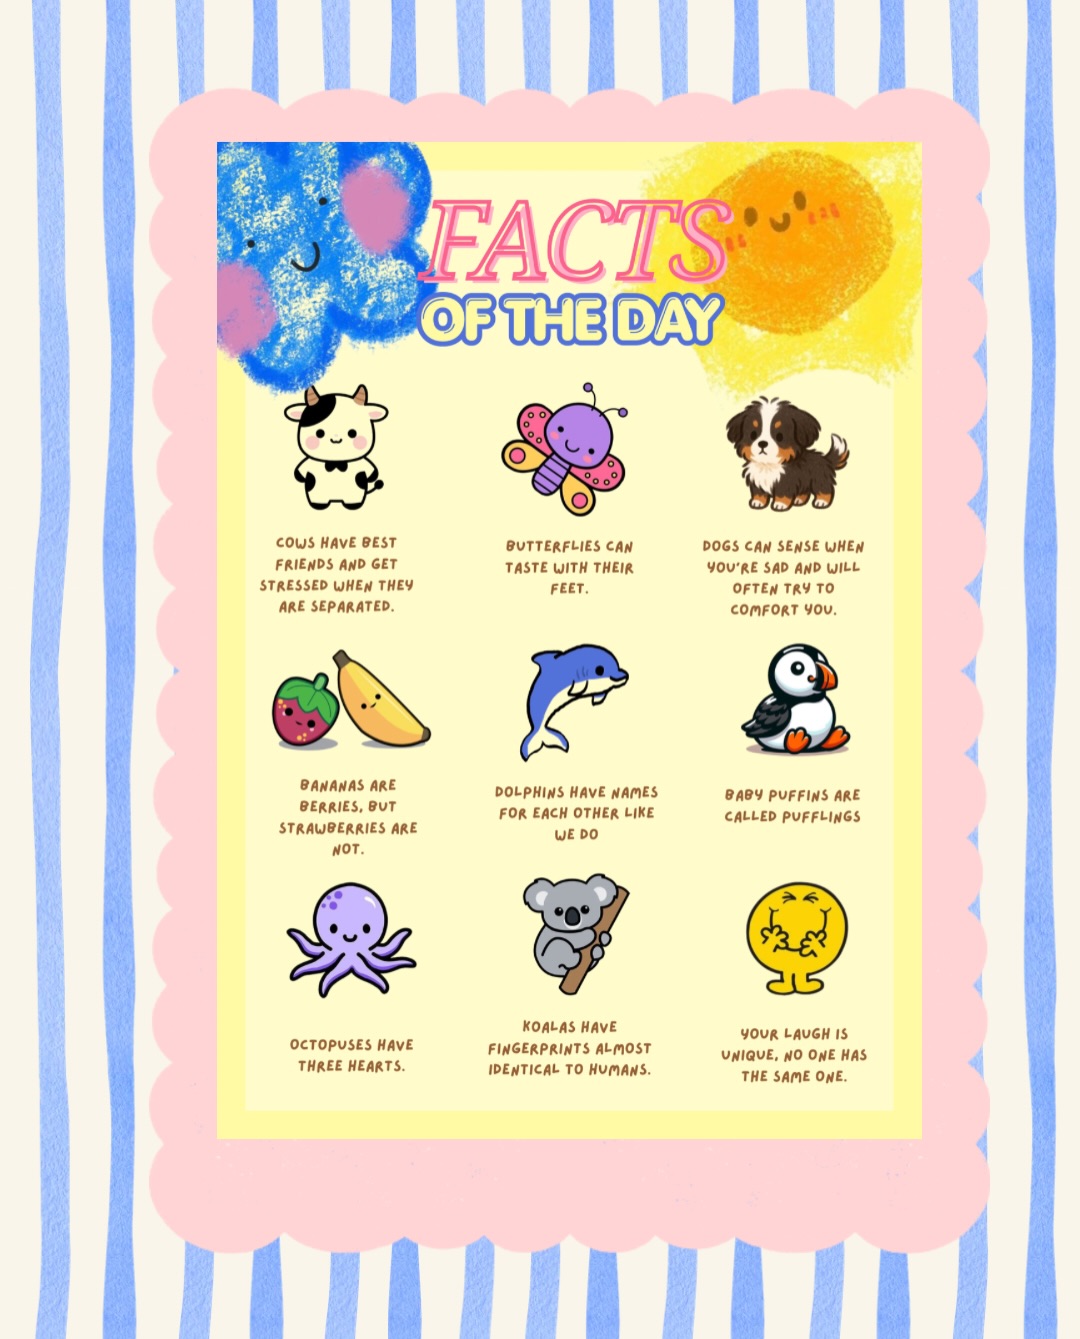 FACTS
OF THE DAY
COWS HAVE BEST
FRIENDS AND GET
STRESSED WHEN THEY
ARE SEPARATED.
BUTTERFLIES CAN
TASTE WITH THEIR
FEET.
DOGS CAN SENSE WHEN
YOU'RE SAD AND WILL
OFTEN TRY TO
COMFORT YOU.
BANANAS ARE
BERRIES, BUT
STRAWBERRIES ARE
NOT.
DOLPHINS HAVE NAMES
FOR EACH OTHER LIKE
WE DO
BABY PUFFINS ARE
CALLED PUFFLINGS
OCTOPUSES HAVE
THREE HEARTS.
KOALAS HAVE
FINGERPRINTS ALMOST
IDENTICAL TO HUMANS.
YOUR LAUGH IS
UNIQUE, NO ONE HAS
THE SAME ONE.